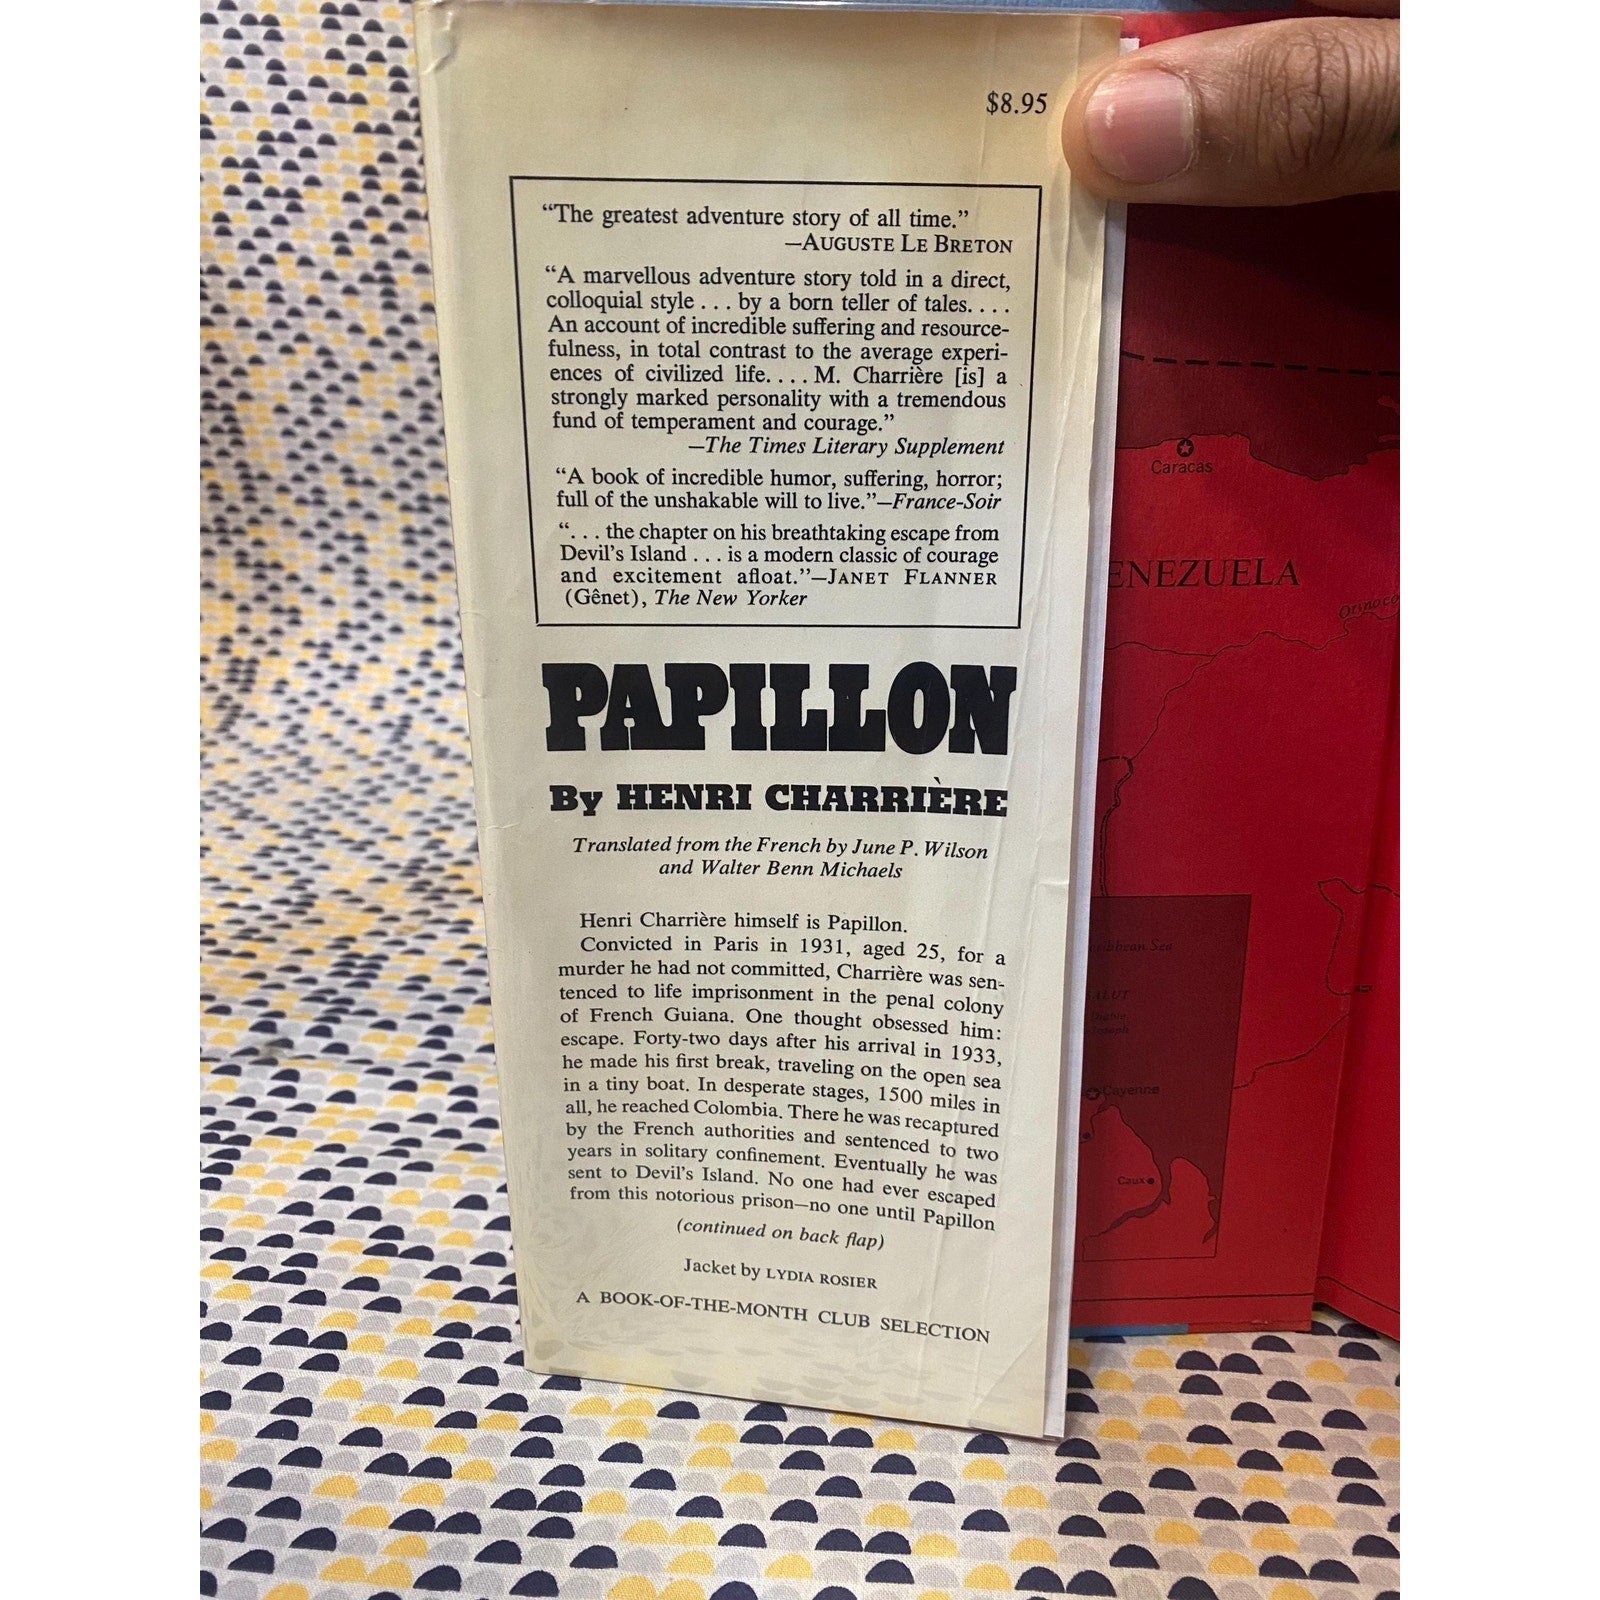 $8.95
“The greatest adventure story of all time.”
—AUGUSTE LE BRETON
“A marvellous adventure story told in a direct,
colloquial style . . . by a born teller of tales. . . .
An account of incredible suffering and resource-
fulness, in total contrast to the average experi-
ences of civilized life. . . . M. Charrière [is] a
strongly marked personality with a tremendous
fund of temperament and courage.”
—The Times Literary Supplement
“A book of incredible humor, suffering, horror;
full of the unshakable will to live.”—France-Soir
“. . . the chapter on his breathtaking escape from
Devil’s Island . . . is a modern classic of courage
and excitement afloat.”—JANET FLANNER
(Gênet), The New Yorker
PAPILLON
By HENRI CHARRIÈRE
Translated from the French by June P. Wilson
and Walter Benn Michaels
Henri Charrière himself is Papillon.
Convicted in Paris in 1931, aged 25, for a
murder he had not committed, Charrière was sen-
tenced to life imprisonment in the penal colony
of French Guiana. One thought obsessed him:
escape. Forty-two days after his arrival in 1933,
he made his first break, traveling on the open sea
in a tiny boat. In desperate stages, 1500 miles in
all, he reached Colombia. There he was recaptured
by the French authorities and sentenced to two
years in solitary confinement. Eventually he was
sent to Devil’s Island. No one had ever escaped
from this notorious prison—no one until Papillon
(continued on back flap)
Jacket by LYDIA ROSIER
A BOOK-OF-THE-MONTH CLUB SELECTION
Caracas
ENEZUELA
Orinoco
ibbean Sea
ALUT
Diable
Joseph
Cayenne
Caux